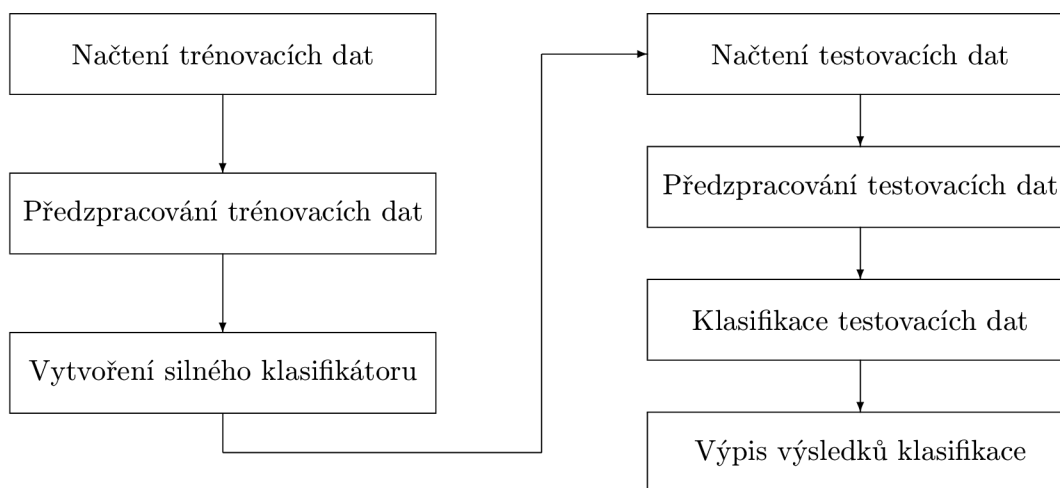 Načtení trénovacích dat
Předzpracování trénovacích dat
Vytvoření silného klasifikátoru
Načtení testovacích dat
Předzpracování testovacích dat
Klasifikace testovacích dat
Výpis výsledků klasifikace